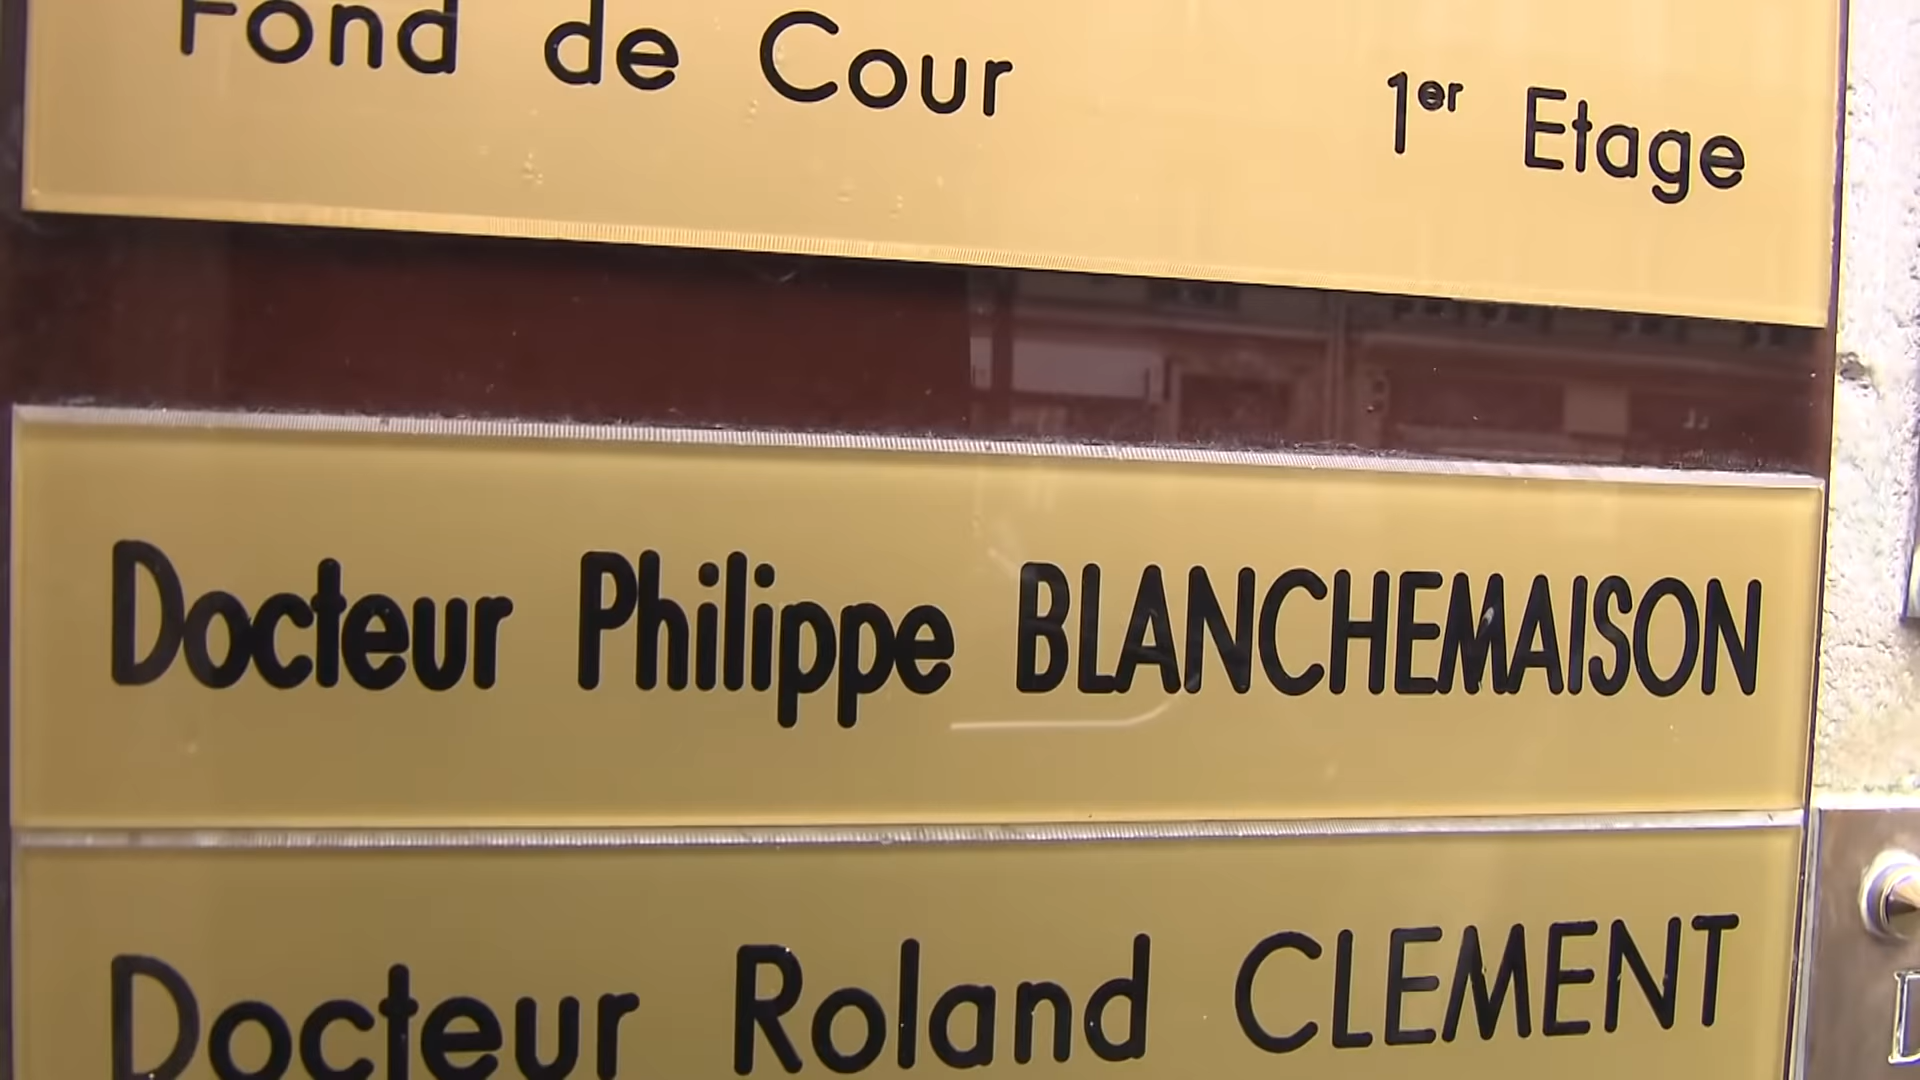 Fond de Cour
1er Etage
Docteur Philippe BLANCHEMAISON
Docteur Roland CLEMENT